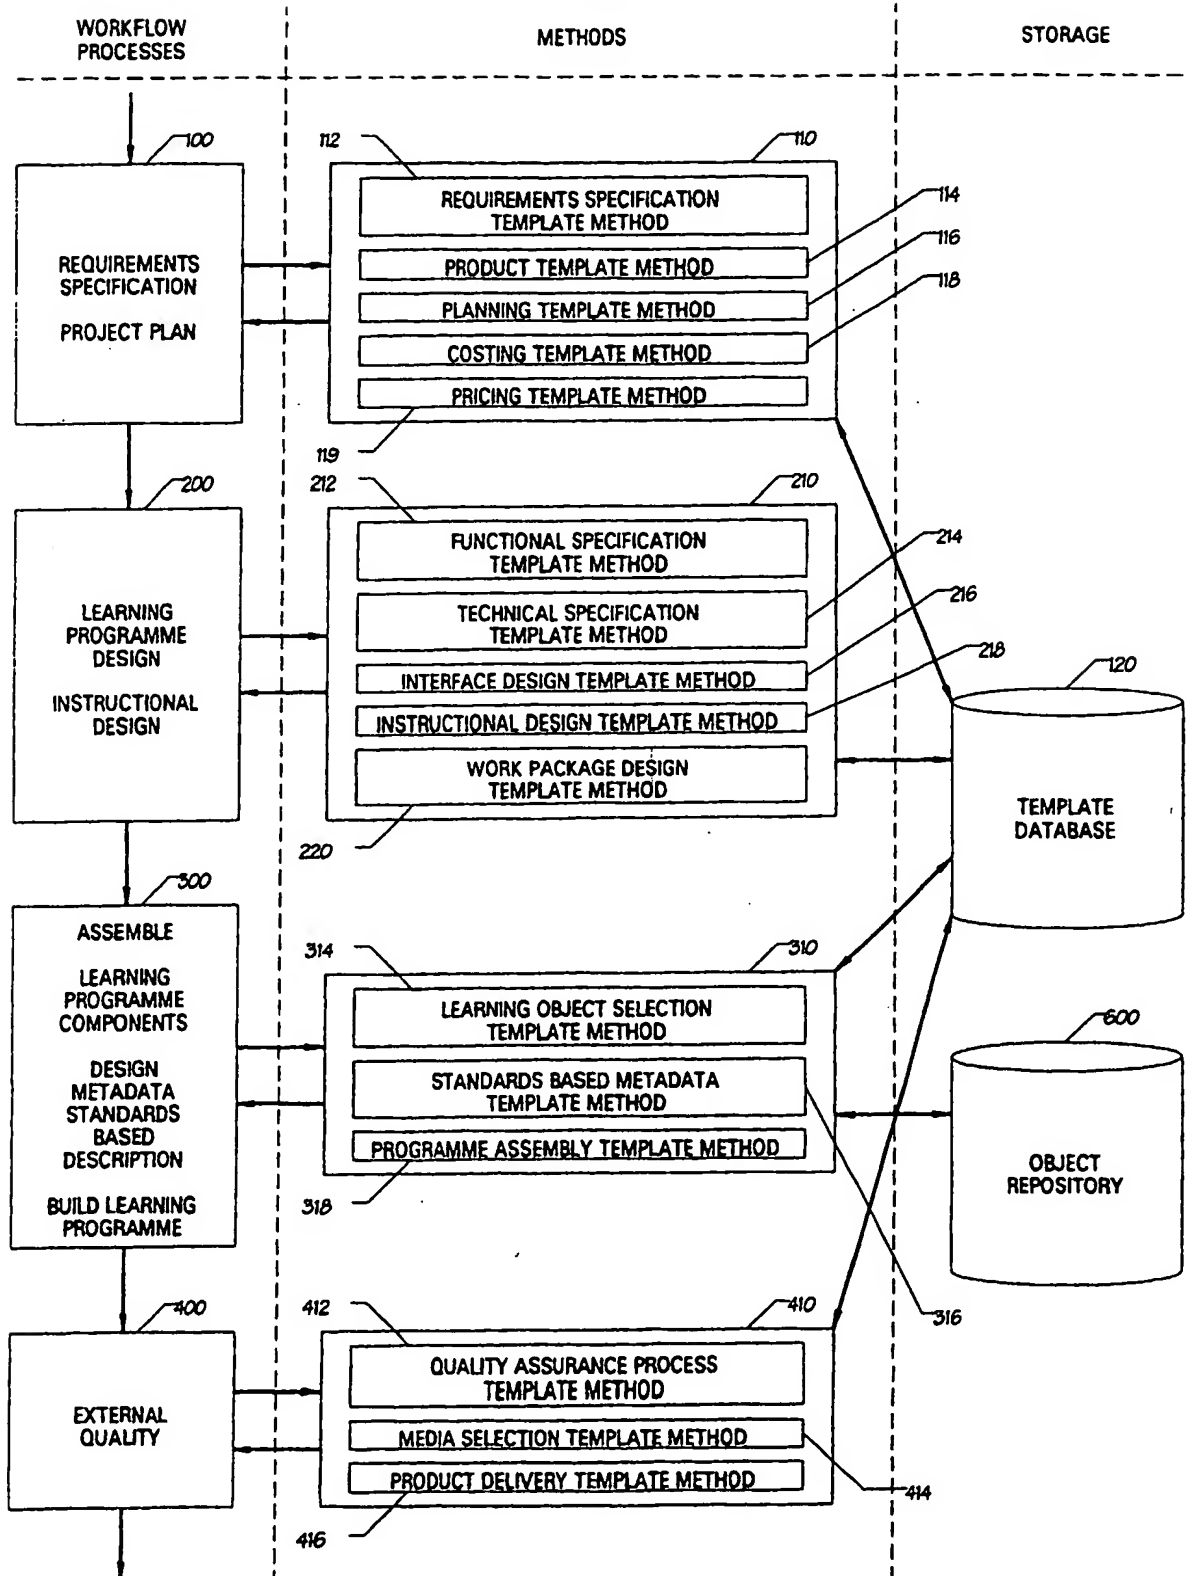 WORKFLOW
PROCESSES
METHODS
STORAGE
100
112
110
REQUIREMENTS
SPECIFICATION
PROJECT PLAN
REQUIREMENTS SPECIFICATION
TEMPLATE METHOD
PRODUCT TEMPLATE METHOD
PLANNING TEMPLATE METHOD
COSTING TEMPLATE METHOD
PRICING TEMPLATE METHOD
114
116
118
119
200
212
210
LEARNING
PROGRAMME
DESIGN
INSTRUCTIONAL
DESIGN
FUNCTIONAL SPECIFICATION
TEMPLATE METHOD
TECHNICAL SPECIFICATION
TEMPLATE METHOD
INTERFACE DESIGN TEMPLATE METHOD
INSTRUCTIONAL DESIGN TEMPLATE METHOD
WORK PACKAGE DESIGN
TEMPLATE METHOD
214
216
218
220
120
TEMPLATE
DATABASE
300
314
310
ASSEMBLE
LEARNING
PROGRAMME
COMPONENTS
DESIGN
METADATA
STANDARDS
BASED
DESCRIPTION
BUILD LEARNING
PROGRAMME
LEARNING OBJECT SELECTION
TEMPLATE METHOD
STANDARDS BASED METADATA
TEMPLATE METHOD
PROGRAMME ASSEMBLY TEMPLATE METHOD
318
316
600
OBJECT
REPOSITORY
400
412
410
EXTERNAL
QUALITY
QUALITY ASSURANCE PROCESS
TEMPLATE METHOD
MEDIA SELECTION TEMPLATE METHOD
PRODUCT DELIVERY TEMPLATE METHOD
414
416